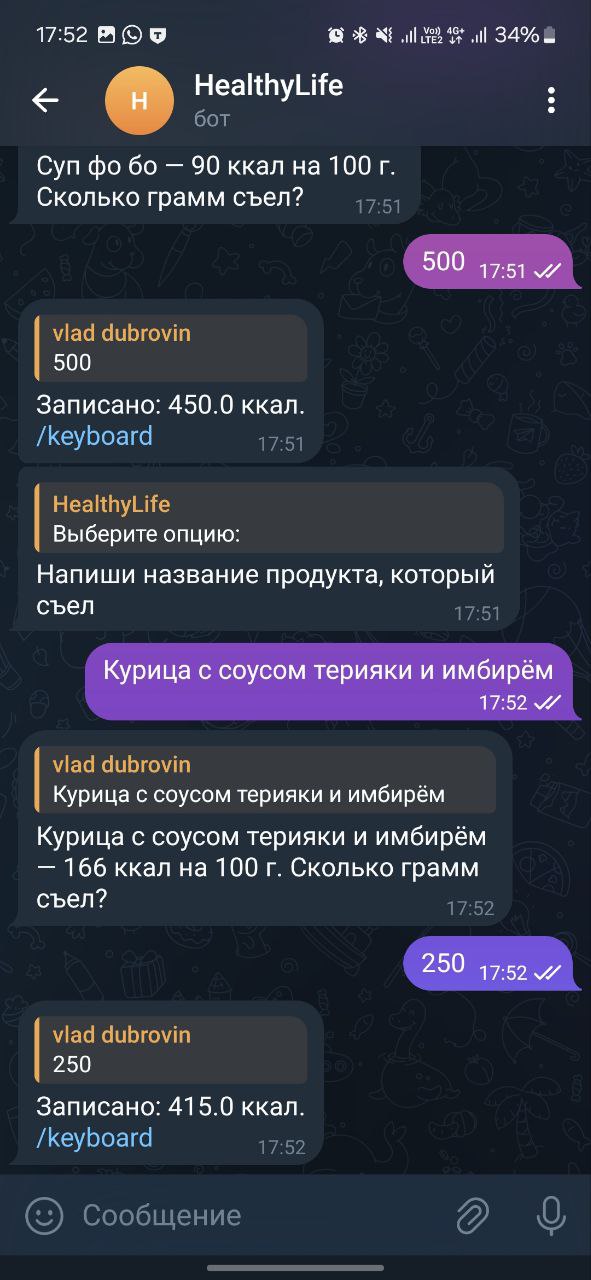 17:52
Vo)) LTE2 4G+ 34%
H
HealthyLife
бот
Суп фо бо — 90 ккал на 100 г.
Сколько грамм съел?
17:51
500
17:51
vlad dubrovin
500
Записано: 450.0 ккал.
/keyboard
17:51
HealthyLife
Выберите опцию:
Напиши название продукта, который
съел
17:51
Курица с соусом терияки и имбирём
17:52
vlad dubrovin
Курица с соусом терияки и имбирём
Курица с соусом терияки и имбирём
— 166 ккал на 100 г. Сколько грамм
съел?
17:52
250
17:52
vlad dubrovin
250
Записано: 415.0 ккал.
/keyboard
17:52
Сообщение